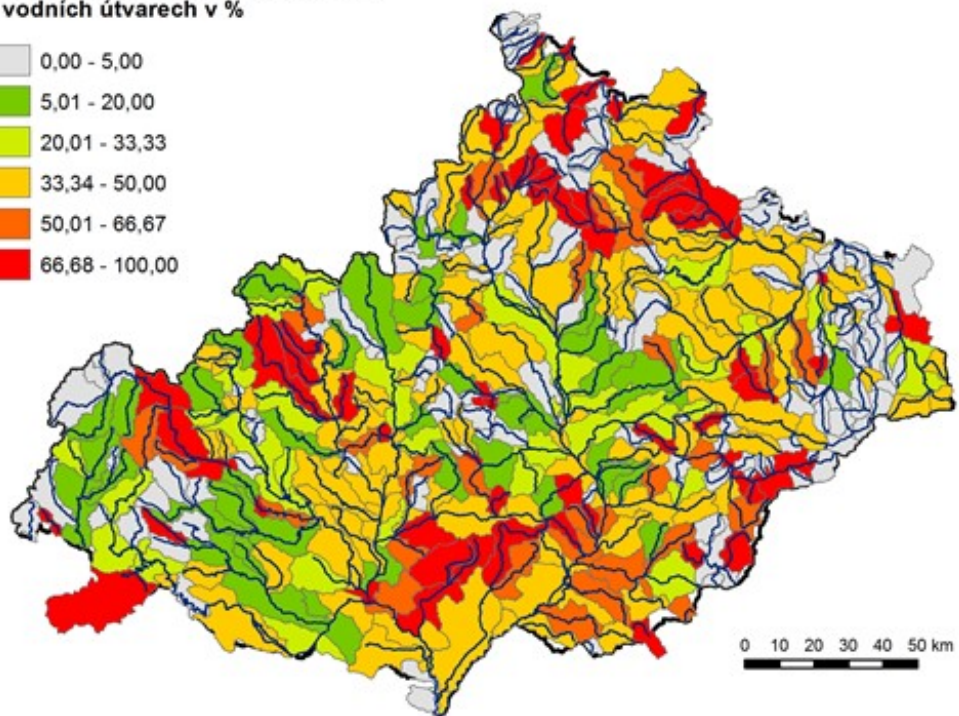 vodních útvarech v %
0,00 - 5,00
5,01 - 20,00
20,01 - 33,33
33,34 - 50,00
50,01 - 66,67
66,68 - 100,00
0 10 20 30 40 50 km